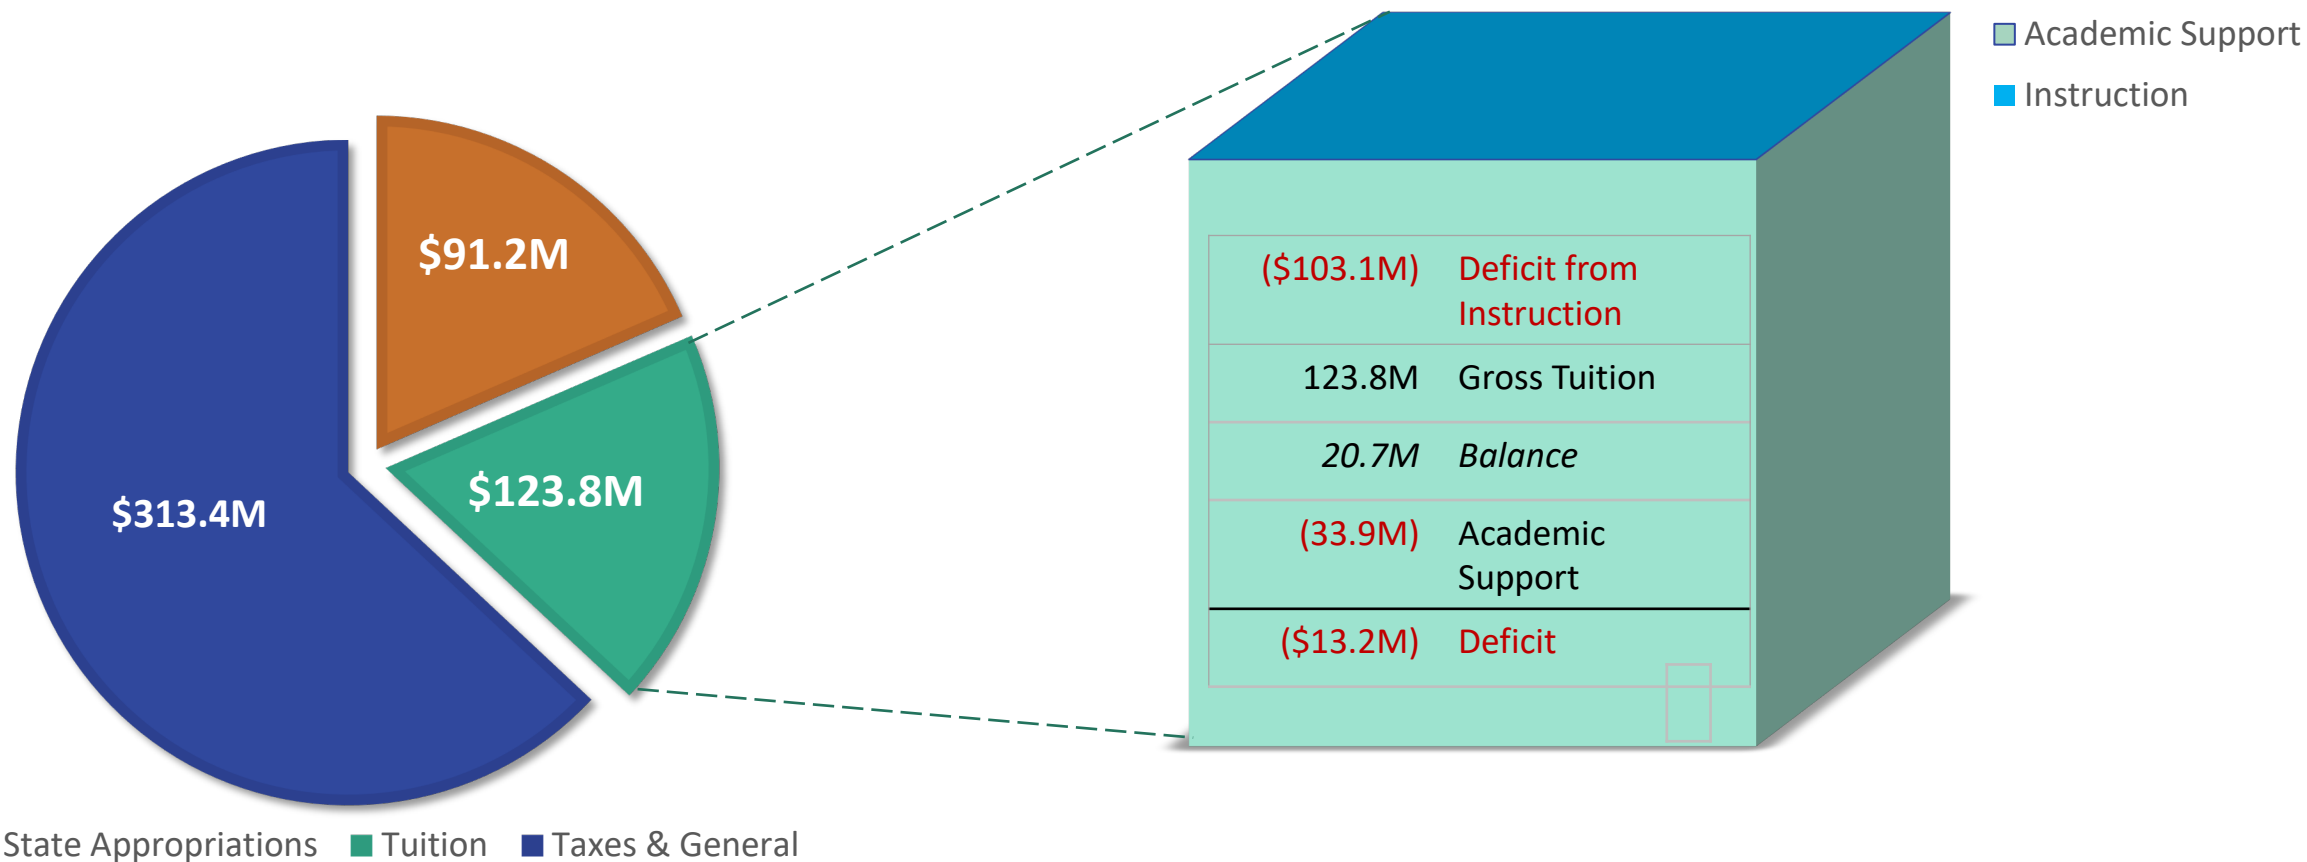 Academic Support
Instruction
$91.2M
$123.8M
$313.4M
($103.1M) Deficit from
Instruction
123.8M Gross Tuition
20.7M Balance
(33.9M) Academic
Support
($13.2M) Deficit
State Appropriations Tuition Taxes & General